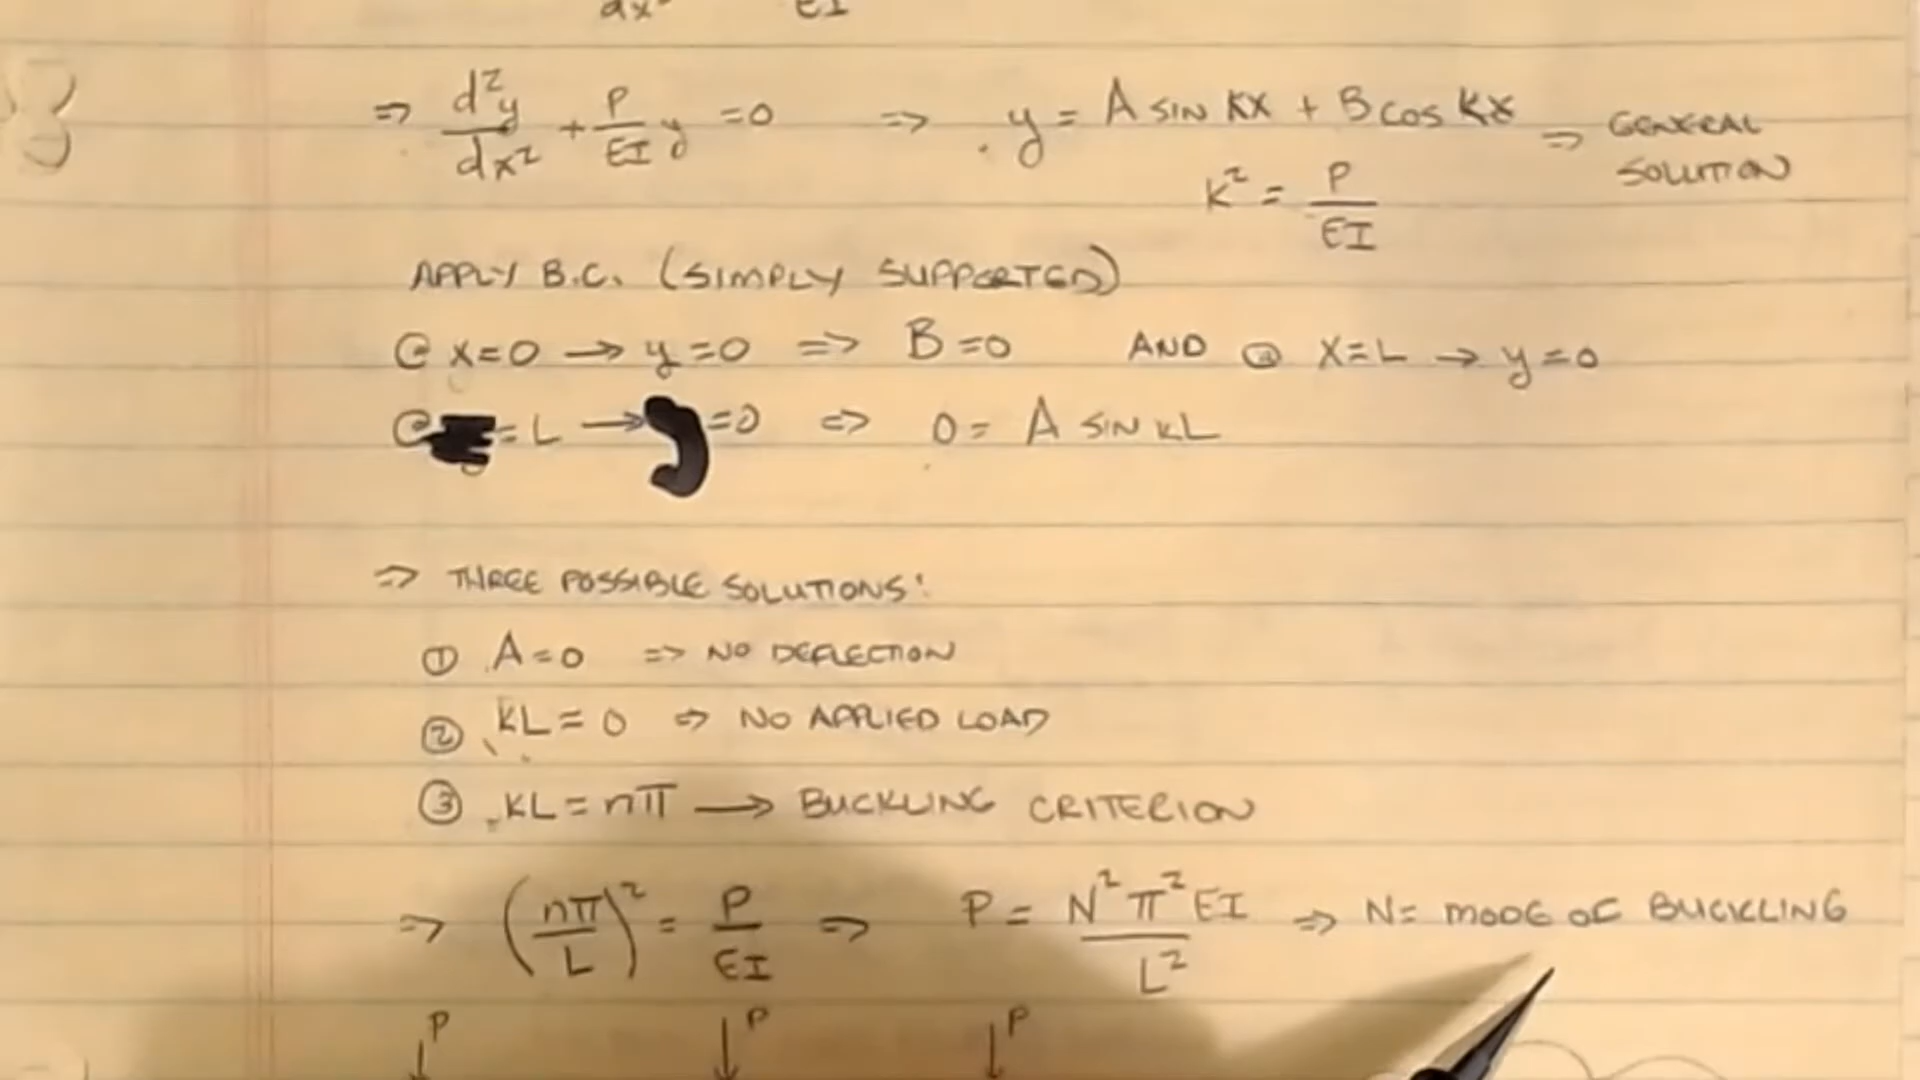 dx² EI
⇒ d²y/dx² + P/EI y = 0 ⇒ y = A SIN KX + B COS KX ⇒ GENERAL SOLUTION
K² = P/EI
APPLY B.C. (SIMPLY SUPPORTED)
@ X=0 → y=0 ⇒ B=0 AND @ X=L → y=0
@ = L → =0 ⇒ 0 = A SIN KL
⇒ THREE POSSIBLE SOLUTIONS:
① A=0 ⇒ NO DEFLECTION
② KL=0 ⇒ NO APPLIED LOAD
③ KL=nπ → BUCKLING CRITERION
⇒ (nπ/L)² = P/EI ⇒ P = N²π²EI/L² ⇒ N= MODE OF BUCKLING
↓P ↓P ↓P